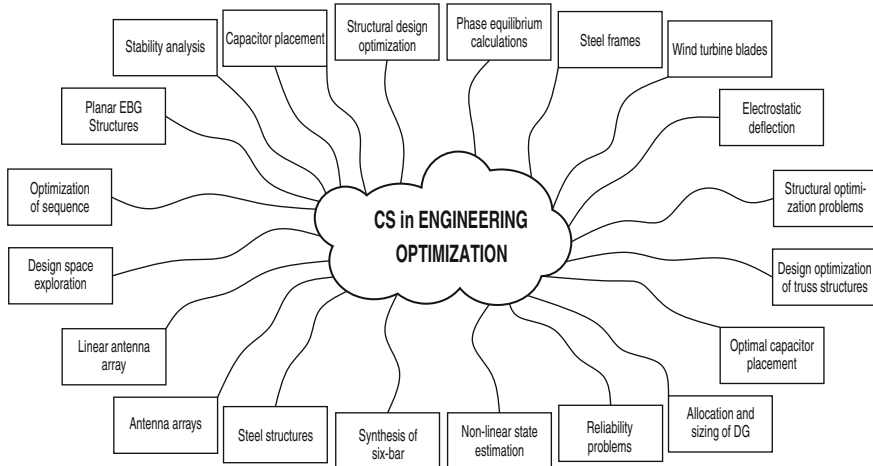 Stability analysis
Capacitor placement
Structural design
optimization
Phase equilibrium
calculations
Steel frames
Wind turbine blades
Planar EBG
Structures
Electrostatic
deflection
Optimization
of sequence
Structural optimi-
zation problems
CS in ENGINEERING
OPTIMIZATION
Design space
exploration
Design optimization
of truss structures
Linear antenna
array
Optimal capacitor
placement
Antenna arrays
Steel structures
Synthesis of
six-bar
Non-linear state
estimation
Reliability
problems
Allocation and
sizing of DG